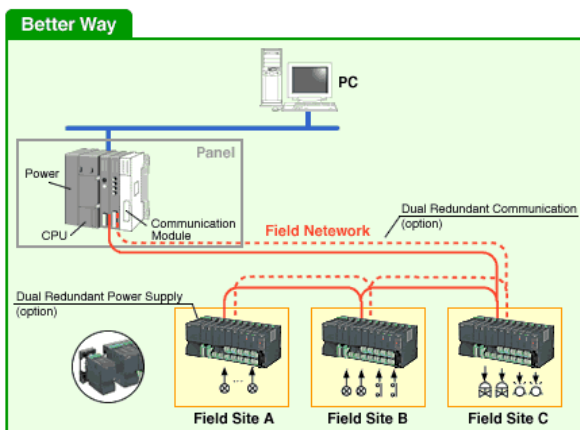 Better Way
PC
Panel
Power
CPU
Communication
Module
Field Netework
Dual Redundant Communication
(option)
Dual Redundant Power Supply
(option)
Field Site A
Field Site B
Field Site C